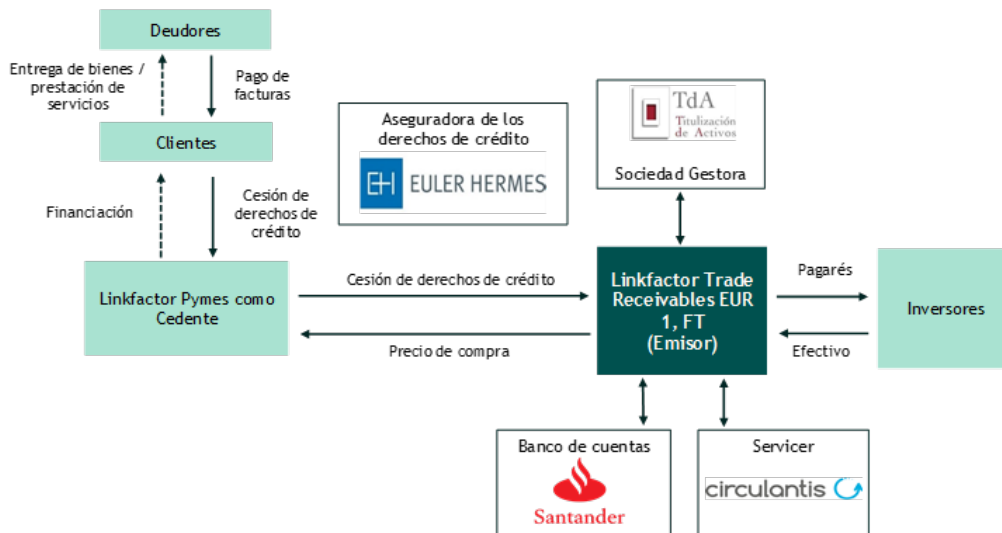 Deudores
Entrega de bienes /
prestación de
servicios
Pago de
facturas
Clientes
Financiación
Cesión de
derechos de
crédito
Aseguradora de los
derechos de crédito
EH EULER HERMES
TdA
Titulización
de Activos
Sociedad Gestora
Linkfactor Pymes como
Cedente
Cesión de derechos de crédito
Precio de compra
Linkfactor Trade
Receivables EUR
1, FT
(Emisor)
Pagarés
Efectivo
Inversores
Banco de cuentas
Santander
Servicer
circulantis